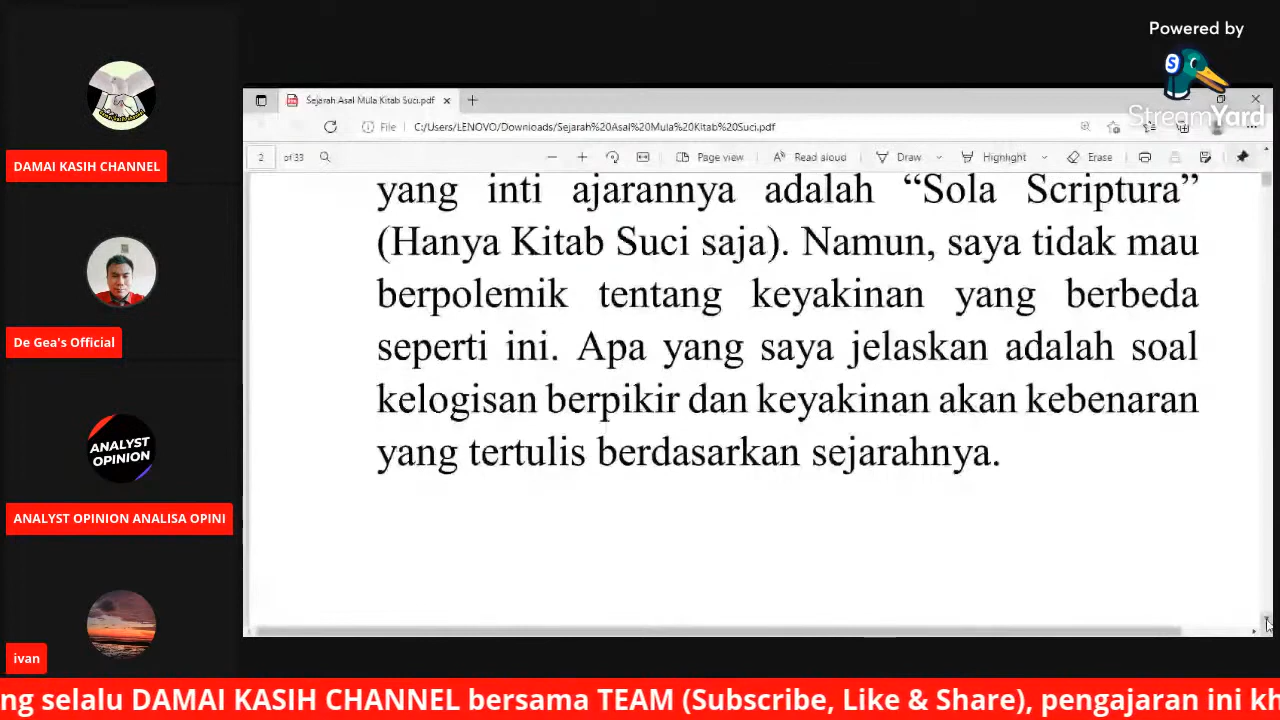 Powered by
StreamYard
DAMAI KASIH CHANNEL
De Gea's Official
ANALYST
OPINION
ANALYST OPINION ANALISA OPINI
ivan
Sejarah Asal Mula Kitab Suci.pdf
File C:/Users/LENOVO/Downloads/Sejarah%20Asal%20Mula%20Kitab%20Suci.pdf
2 of 33 Page view Read aloud Draw Highlight Erase
yang inti ajarannya adalah “Sola Scriptura”
(Hanya Kitab Suci saja). Namun, saya tidak mau
berpolemik tentang keyakinan yang berbeda
seperti ini. Apa yang saya jelaskan adalah soal
kelogisan berpikir dan keyakinan akan kebenaran
yang tertulis berdasarkan sejarahnya.
ng selalu DAMAI KASIH CHANNEL bersama TEAM (Subscribe, Like & Share), pengajaran ini kh